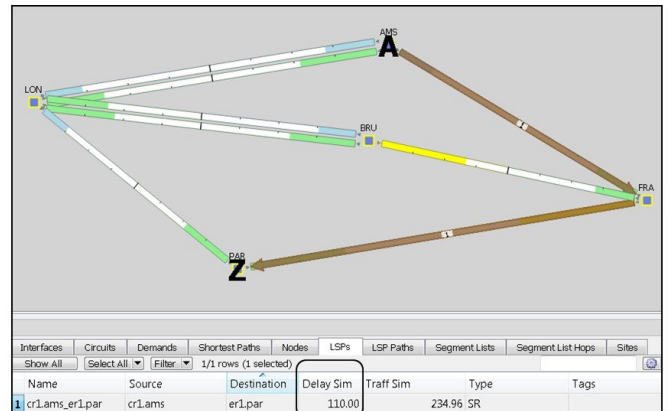 AMS
A
LON
BRU
FRA
PAR
Z
Interfaces Circuits Demands Shortest Paths Nodes LSPs LSP Paths Segment Lists Segment List Hops Sites
Show All Select All Filter 1/1 rows (1 selected)
Name Source Destination Delay Sim Traff Sim Type Tags
1 cr1.ams_er1.par cr1.ams er1.par 110.00 234.96 SR